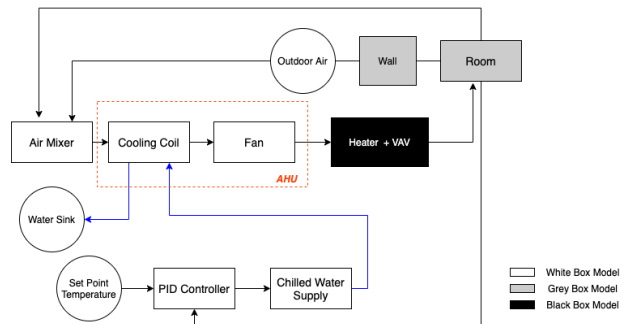 Outdoor Air
Wall
Room
Air Mixer
Cooling Coil
Fan
Heater + VAV
AHU
Water Sink
Set Point
Temperature
PID Controller
Chilled Water
Supply
White Box Model
Grey Box Model
Black Box Model